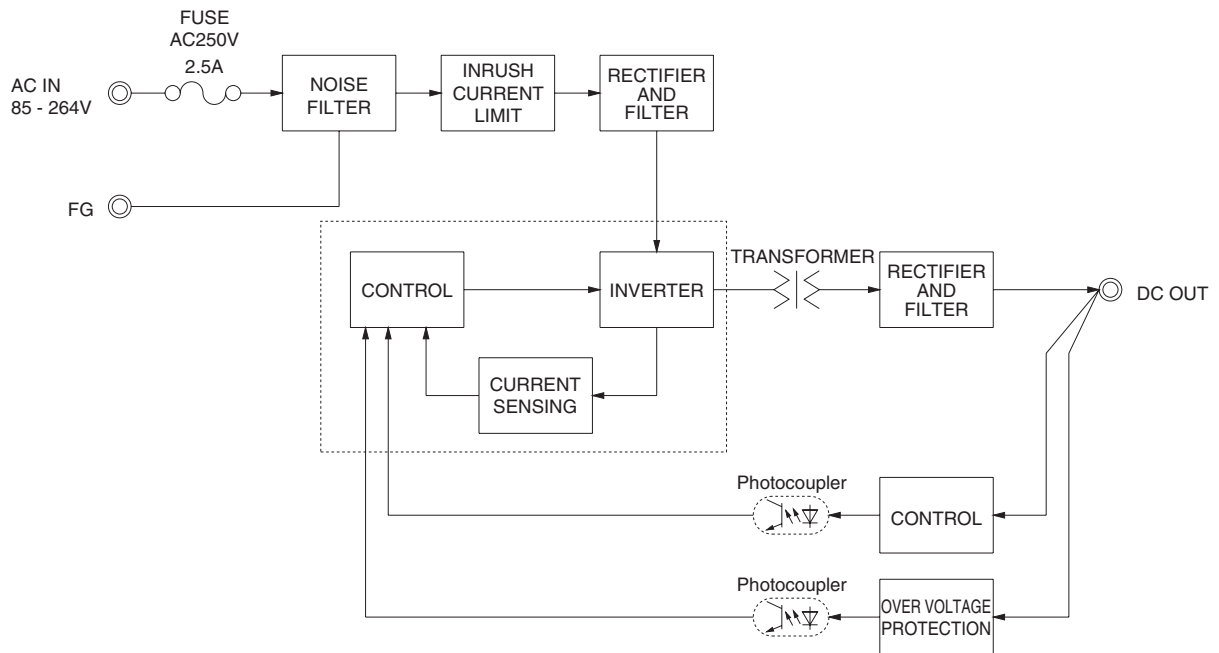 FUSE
AC250V
2.5A
AC IN
85 - 264V
NOISE
FILTER
INRUSH
CURRENT
LIMIT
RECTIFIER
AND
FILTER
FG
CONTROL
INVERTER
TRANSFORMER
RECTIFIER
AND
FILTER
DC OUT
CURRENT
SENSING
Photocoupler
CONTROL
Photocoupler
OVER VOLTAGE
PROTECTION